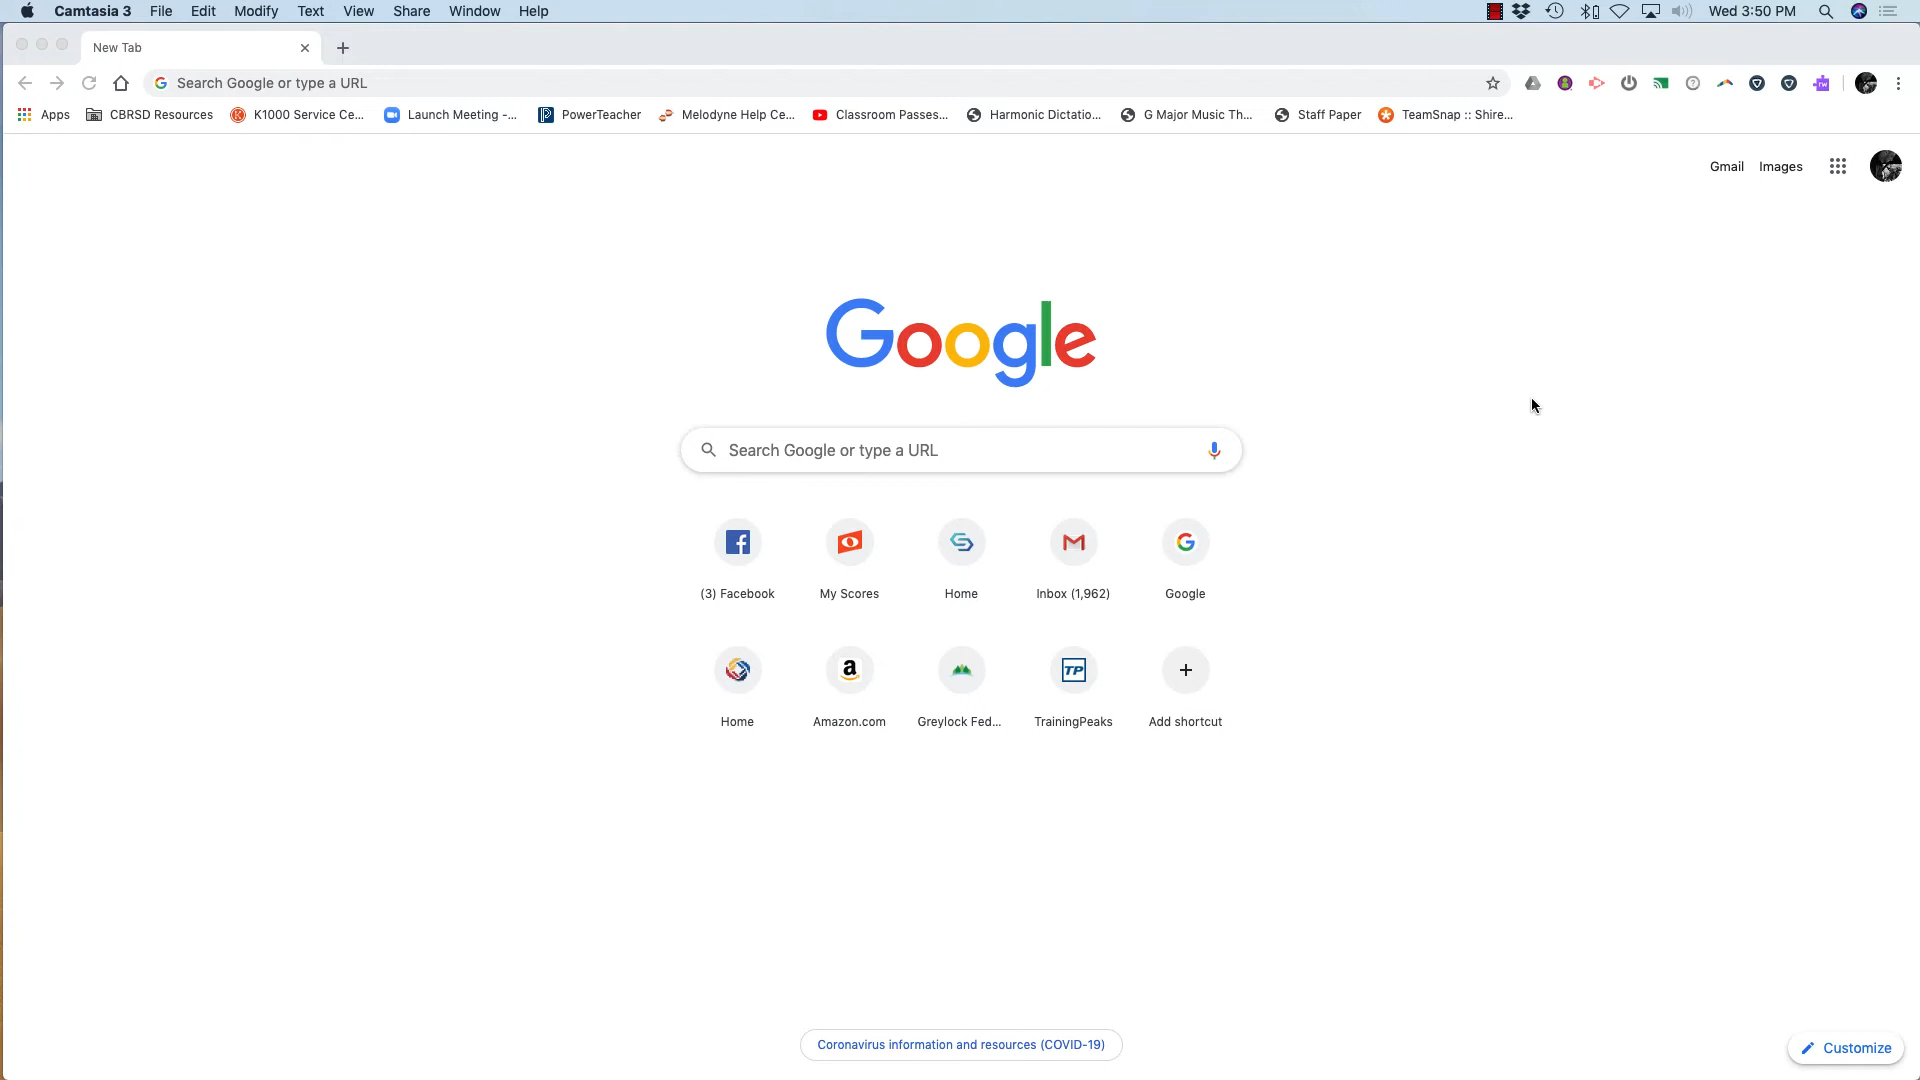 Camtasia 3 File Edit Modify Text View Share Window Help Wed 3:50 PM
New Tab
Search Google or type a URL
Apps CBRSD Resources K1000 Service Ce... Launch Meeting -... PowerTeacher Melodyne Help Ce... Classroom Passes... Harmonic Dictatio... G Major Music Th... Staff Paper TeamSnap :: Shire...
Gmail Images
Google
Search Google or type a URL
(3) Facebook My Scores Home Inbox (1,962) Google
Home Amazon.com Greylock Fed... TrainingPeaks Add shortcut
Coronavirus information and resources (COVID-19)
Customize